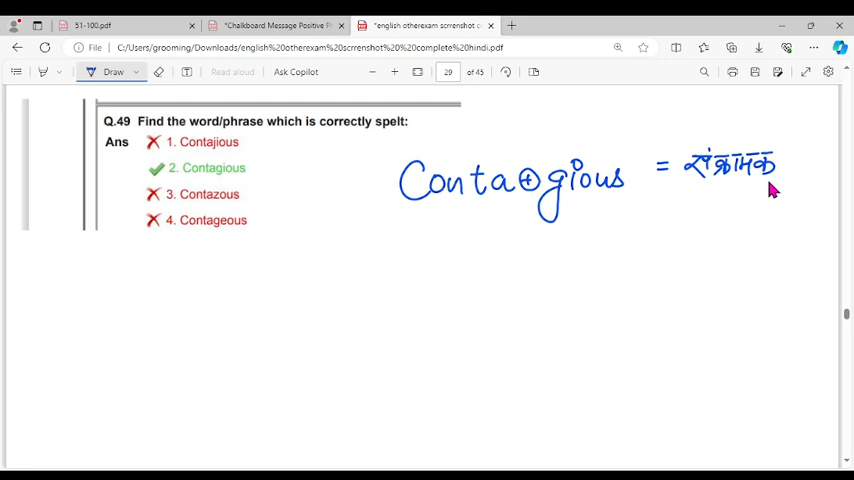 51-100.pdf
*Chalkboard Message Positive P
*english otherexam scrrenshot c
File
C:/Users/grooming/Downloads/english%20otherexam%20scrrenshot%20%20complete%20hindi.pdf
Draw
Read aloud
Ask Copilot
29 of 45
Q.49 Find the word/phrase which is correctly spelt:
Ans 1. Contajious
2. Contagious
3. Contazous
4. Contageous
Conta gious = संक्रामक